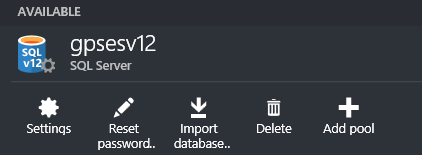 AVAILABLE
gpsesv12
SQL Server
SQL
v12
Settings
Reset
password..
Import
database..
Delete
Add pool